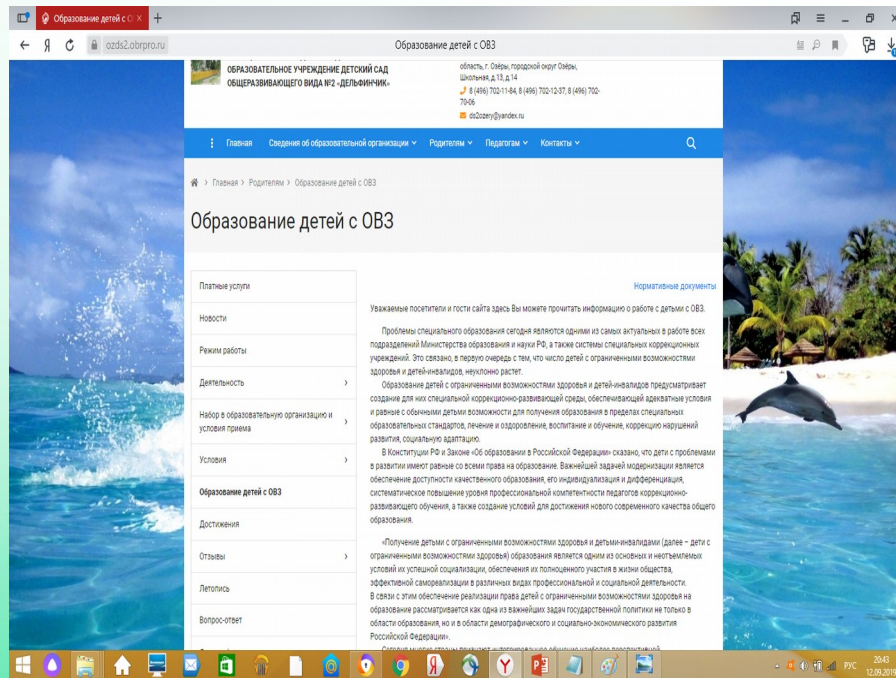 Образование детей с О
ozds2.obrpro.ru
Образование детей с ОВЗ
ОБРАЗОВАТЕЛЬНОЕ УЧРЕЖДЕНИЕ ДЕТСКИЙ САД
ОБЩЕРАЗВИВАЮЩЕГО ВИДА №2 «ДЕЛЬФИНЧИК»
область, г. Озёры, городской округ Озёры,
Школьная, д.13, д.14
8 (496) 702-11-84, 8 (496) 702-12-37, 8 (496) 702-
70-06
ds2ozery@yandex.ru
Главная Сведения об образовательной организации Родителям Педагогам Контакты
> Главная > Родителям > Образование детей с ОВЗ
Образование детей с ОВЗ
Платные услуги
Новости
Режим работы
Деятельность
Набор в образовательную организацию и
условия приема
Условия
Образование детей с ОВЗ
Достижения
Отзывы
Летопись
Вопрос-ответ
Нормативные документы
Уважаемые посетители и гости сайта здесь Вы можете прочитать информацию о работе с детьми с ОВЗ.
Проблемы специального образования сегодня являются одними из самых актуальных в работе всех
подразделений Министерства образования и науки РФ, а также системы специальных коррекционных
учреждений. Это связано, в первую очередь с тем, что число детей с ограниченными возможностями
здоровья и детей-инвалидов, неуклонно растет.
Образование детей с ограниченными возможностями здоровья и детей-инвалидов предусматривает
создание для них специальной коррекционно-развивающей среды, обеспечивающей адекватные условия
и равные с обычными детьми возможности для получения образования в пределах специальных
образовательных стандартов, лечение и оздоровление, воспитание и обучение, коррекцию нарушений
развития, социальную адаптацию.
В Конституции РФ и Законе «Об образовании в Российской Федерации» сказано, что дети с проблемами
в развитии имеют равные со всеми права на образование. Важнейшей задачей модернизации является
обеспечение доступности качественного образования, его индивидуализация и дифференциация,
систематическое повышение уровня профессиональной компетентности педагогов коррекционно-
развивающего обучения, а также создание условий для достижения нового современного качества общего
образования.
«Получение детьми с ограниченными возможностями здоровья и детьми-инвалидами (далее – дети с
ограниченными возможностями здоровья) образования является одним из основных и неотъемлемых
условий их успешной социализации, обеспечения их полноценного участия в жизни общества,
эффективной самореализации в различных видах профессиональной и социальной деятельности.
В связи с этим обеспечение реализации права детей с ограниченными возможностями здоровья на
образование рассматривается как одна из важнейших задач государственной политики не только в
области образования, но и в области демографического и социально-экономического развития
Российской Федерации».
РУС
20:43
12.09.2019